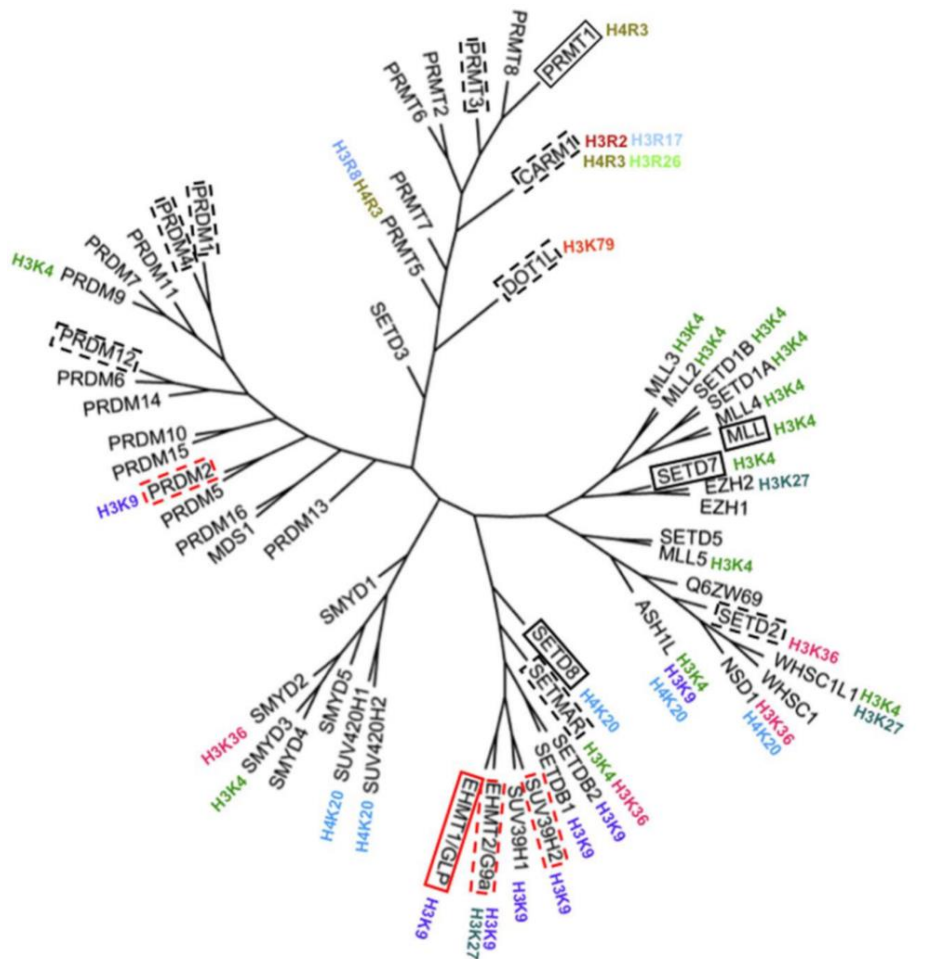 PRMT6
PRMT2
PRMT3
PRMT8
PRMT1 H4R3
CARM1 H3R2 H3R17
H4R3 H3R26
H3R8 H4R3 PRMT5
PRMT7
DOT1L H3K79
SETD3
PRDM1
PRDM4
PRDM11
PRDM7
H3K4 PRDM9
PRDM12
PRDM6
PRDM14
PRDM10
PRDM15
H3K9 PRDM2
PRDM5
PRDM16
MDS1
PRDM13
MLL3 H3K4
MLL2 H3K4
SETD1B H3K4
SETD1A H3K4
MLL4 H3K4
MLL H3K4
SETD7 H3K4
EZH2 H3K27
EZH1
SETD5
MLL5 H3K4
Q6ZW69
SETD2 H3K36
WHSC1L1 H3K4
H3K27
WHSC1
NSD1 H3K36
H4K20
ASH1L H3K4
H3K9
H4K20
SETD8 H4K20
SETMAR H3K4 H3K36
SETDB2 H3K9
SETDB1 H3K9
SUV39H2 H3K9
SUV39H1 H3K9
EHMT2/G9a H3K9
H3K27
EHMT1/GLP H3K9
SMYD1
H3K36 SMYD2
H3K4 SMYD3
SMYD4
SMYD5
H4K20 SUV420H1
H4K20 SUV420H2